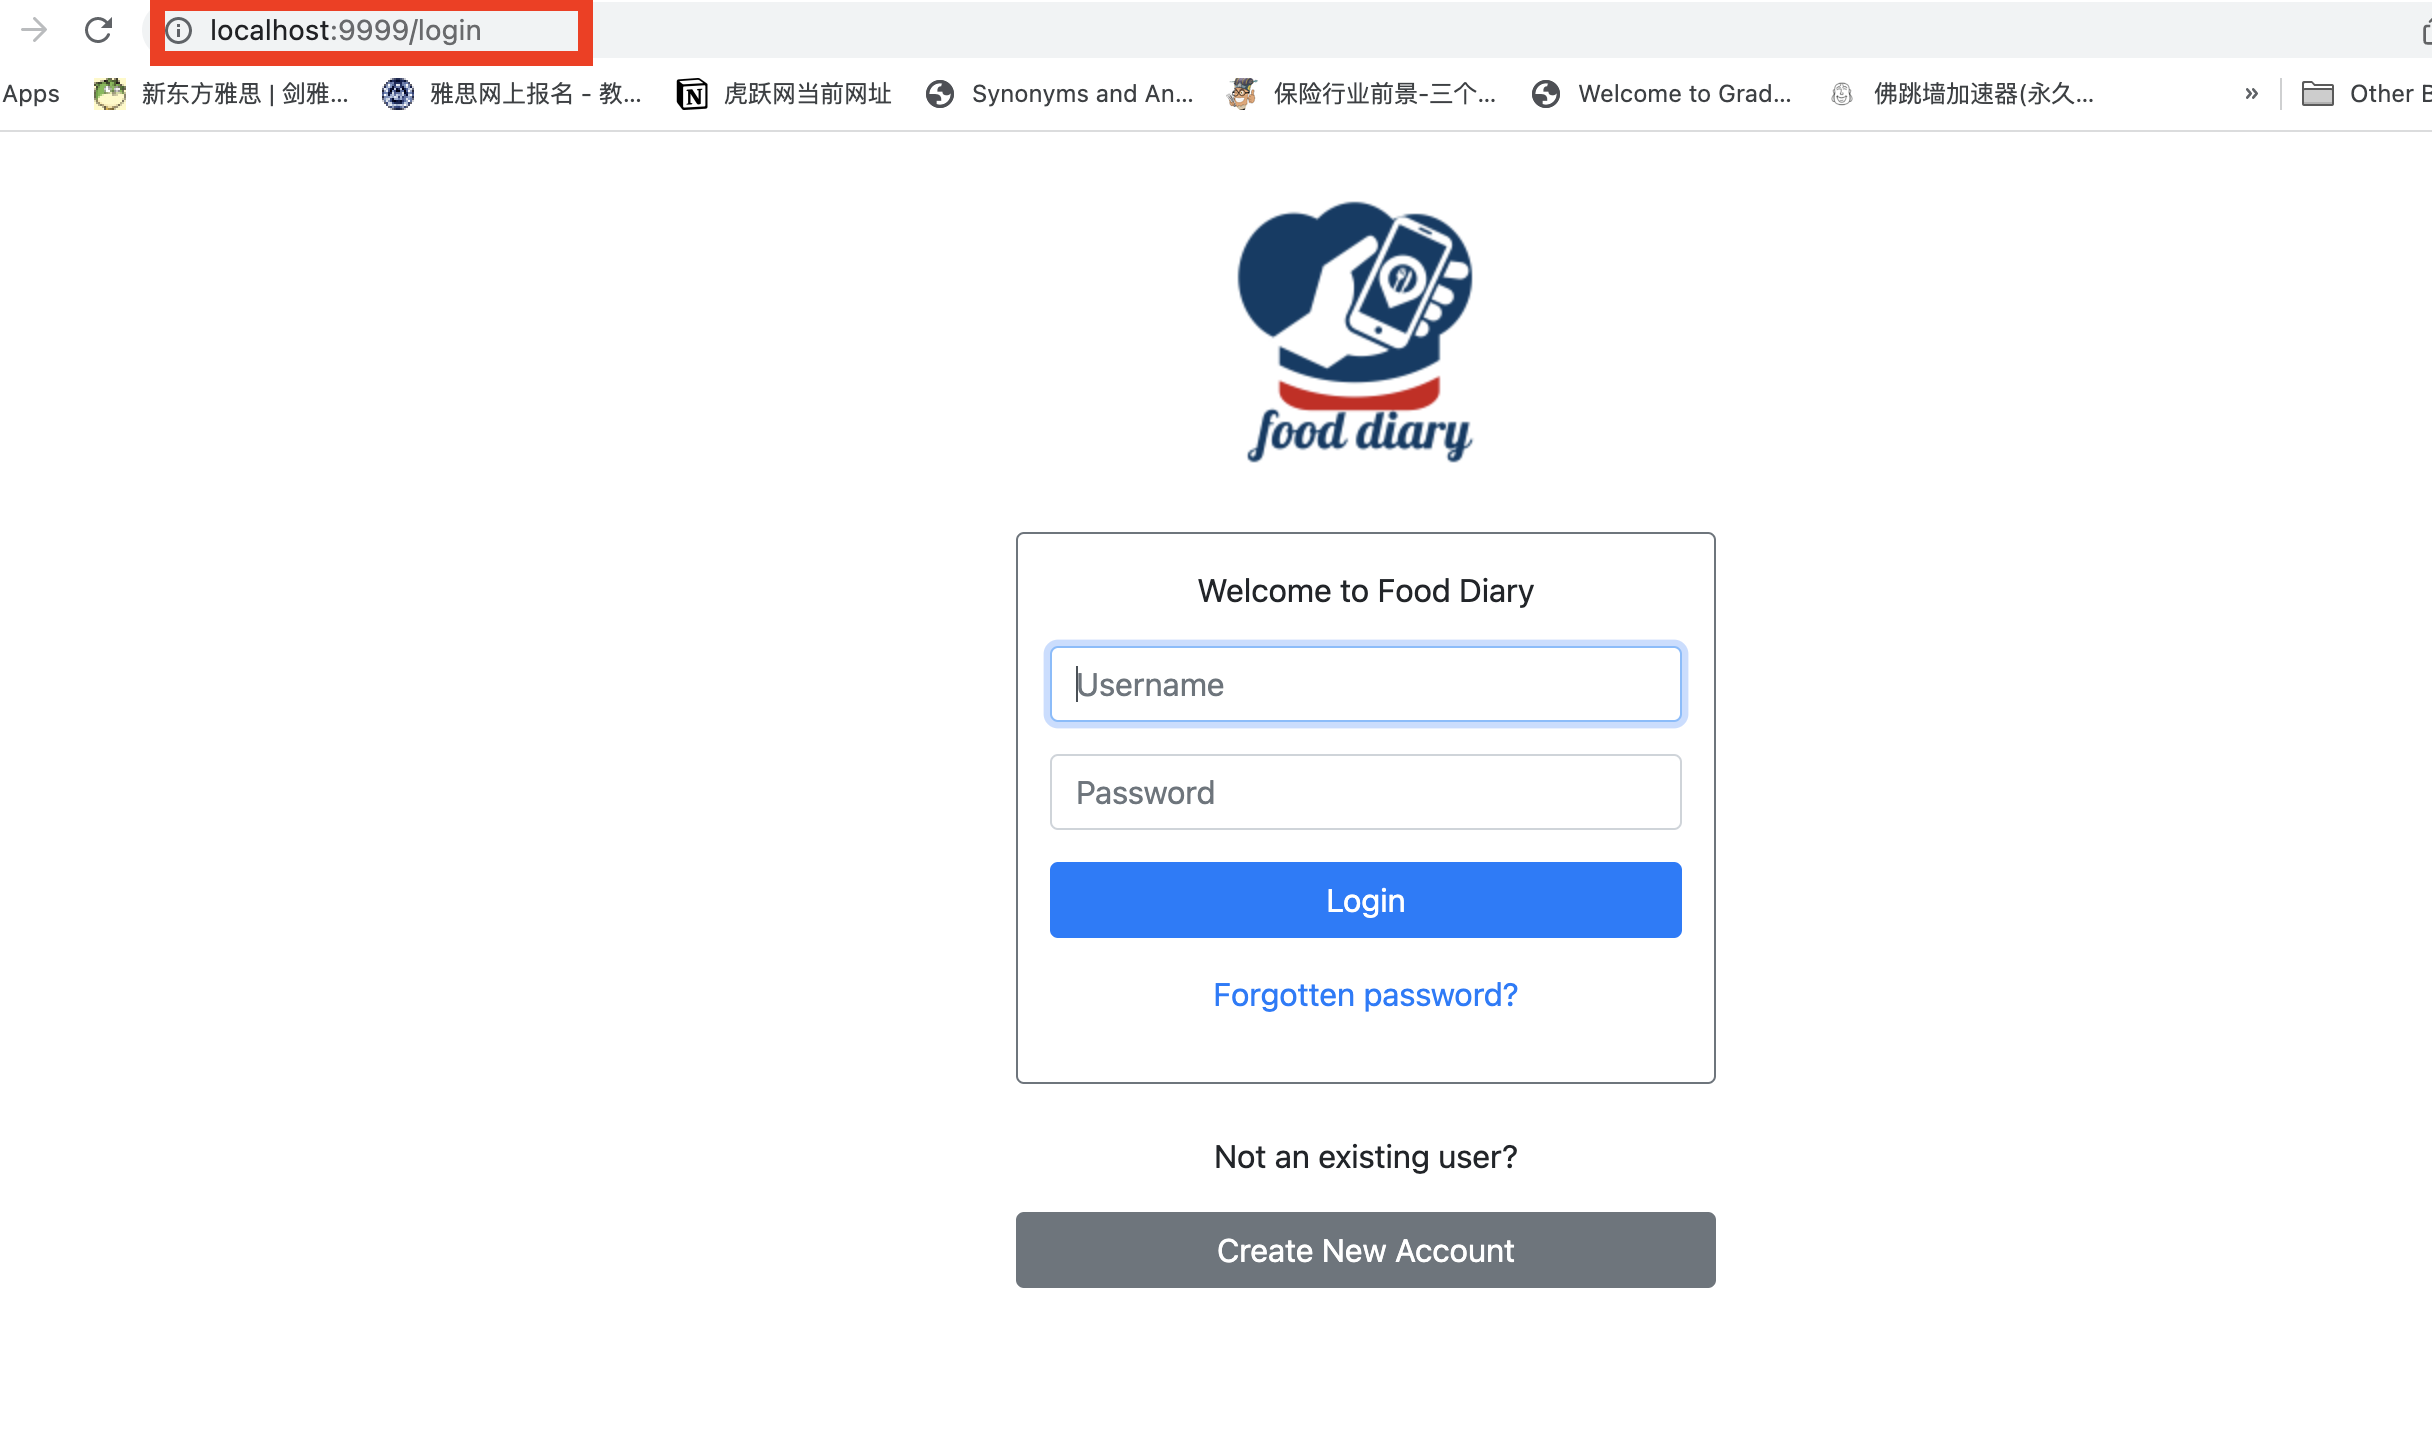 localhost:9999/login
Apps 新东方雅思 | 剑雅... 雅思网上报名 - 教... 虎跃网当前网址 Synonyms and An... 保险行业前景-三个... Welcome to Grad... 佛跳墙加速器(永久... » Other B
food diary
Welcome to Food Diary
Username
Password
Login
Forgotten password?
Not an existing user?
Create New Account